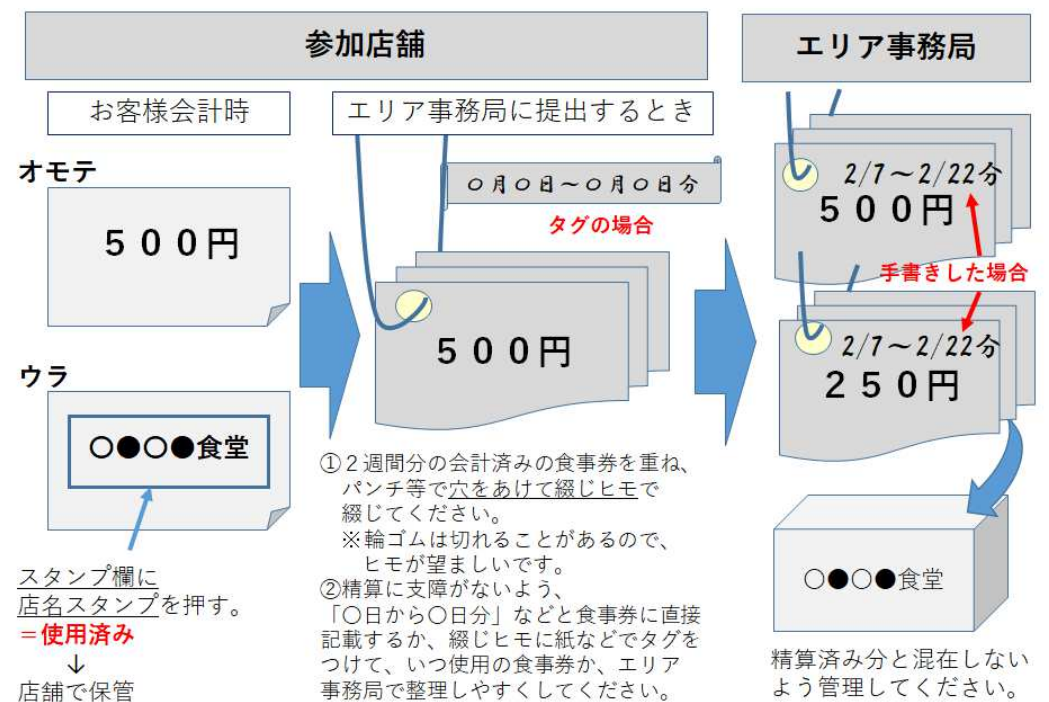 参加店舗
お客様会計時
オモテ
500円
ウラ
〇●〇●食堂
スタンプ欄に
店名スタンプを押す。
＝使用済み
↓
店舗で保管
エリア事務局に提出するとき
〇月〇日～〇月〇日分
タグの場合
500円
①２週間分の会計済みの食事券を重ね、
パンチ等で穴をあけて綴じヒモで
綴じてください。
※輪ゴムは切れることがあるので、
ヒモが望ましいです。
②精算に支障がないよう、
「〇日から〇日分」などと食事券に直接
記載するか、綴じヒモに紙などでタグを
つけて、いつ使用の食事券か、エリア
事務局で整理しやすくしてください。
エリア事務局
2/7～2/22分
500円
手書きした場合
2/7～2/22分
250円
〇●〇●食堂
精算済み分と混在しない
よう管理してください。